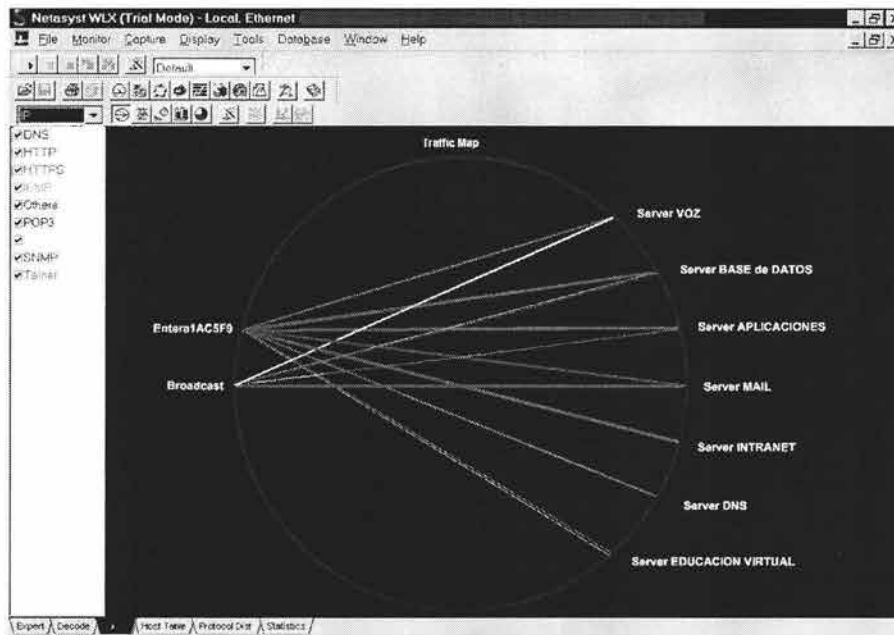 Netasyst WLX (Trial Mode) - Local, Ethernet
File Monitor Capture Display Tools Database Window Help
Default
IP
DNS
HTTP
HTTPS
ICMP
Others
POP3
SNMP
Traffic Map
Server VOZ
Server BASE de DATOS
Entera1AC5F9
Server APLICACIONES
Broadcast
Server MAIL
Server INTRANET
Server DNS
Server EDUCACION VIRTUAL
Expert Decode Host Table Protocol Dist Statistics